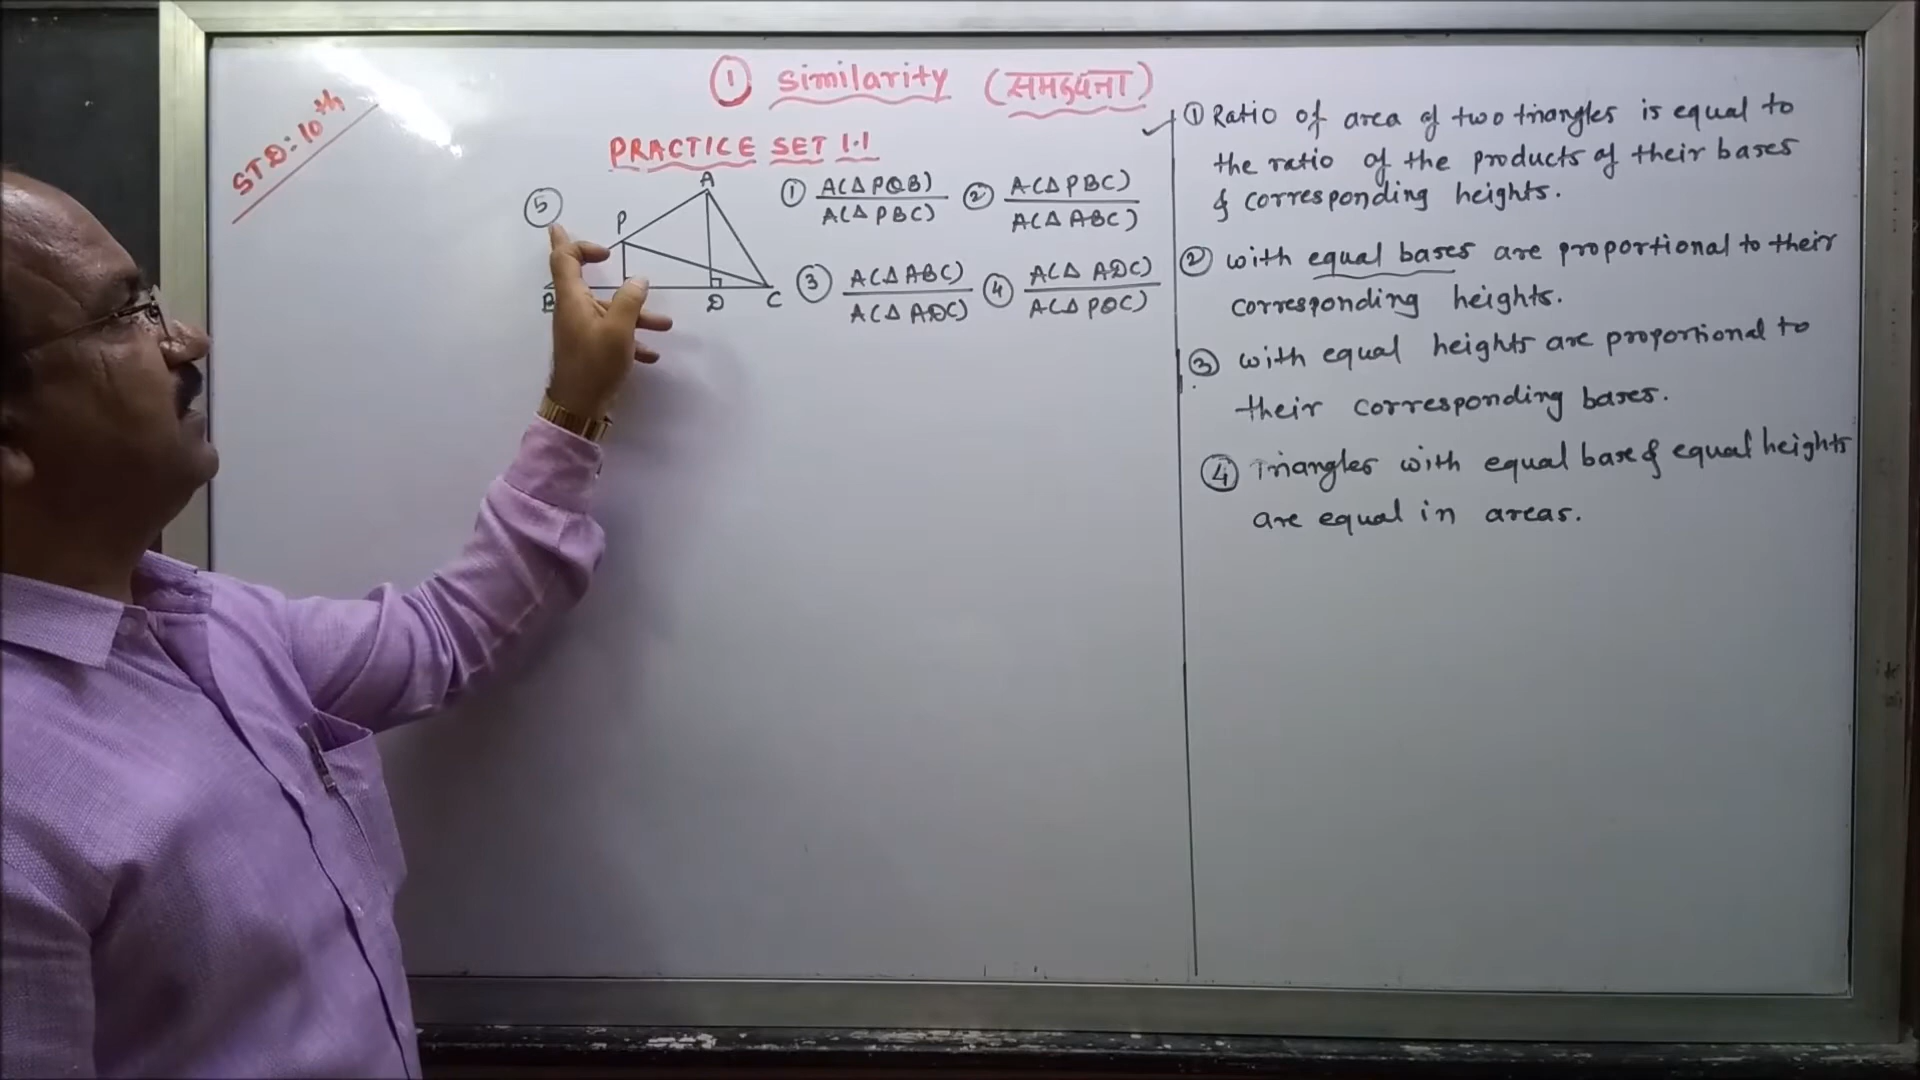 STD:10th
① Similarity (समरूपता)
PRACTICE SET 1.1
⑤
A
P
B
D
C
① A(Δ PQB) / A(Δ PBC)
② A(Δ PBC) / A(Δ ABC)
③ A(Δ ABC) / A(Δ ADC)
④ A(Δ ADC) / A(Δ PQC)
① Ratio of area of two triangles is equal to
the ratio of the products of their bases
& corresponding heights.
② with equal bases are proportional to their
corresponding heights.
③ with equal heights are proportional to
their corresponding bases.
④ Triangles with equal base & equal heights
are equal in areas.